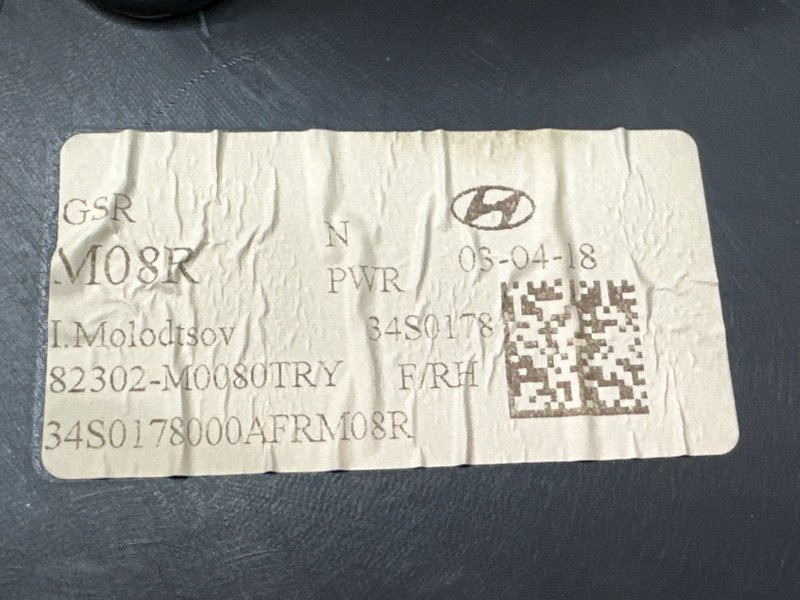 GSR
M08R
N
PWR
03-04-18
I.Molodtsov
34S0178
82302-M0080TRY
F/RH
34S0178000AFRM08R